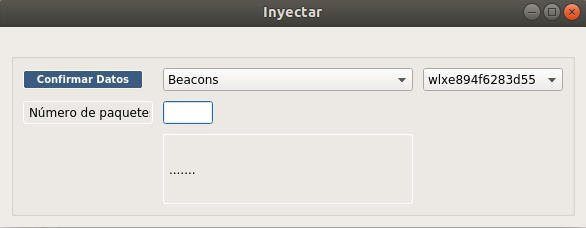 Inyectar
Confirmar Datos
Beacons
wlxe894f6283d55
Número de paquete
.......